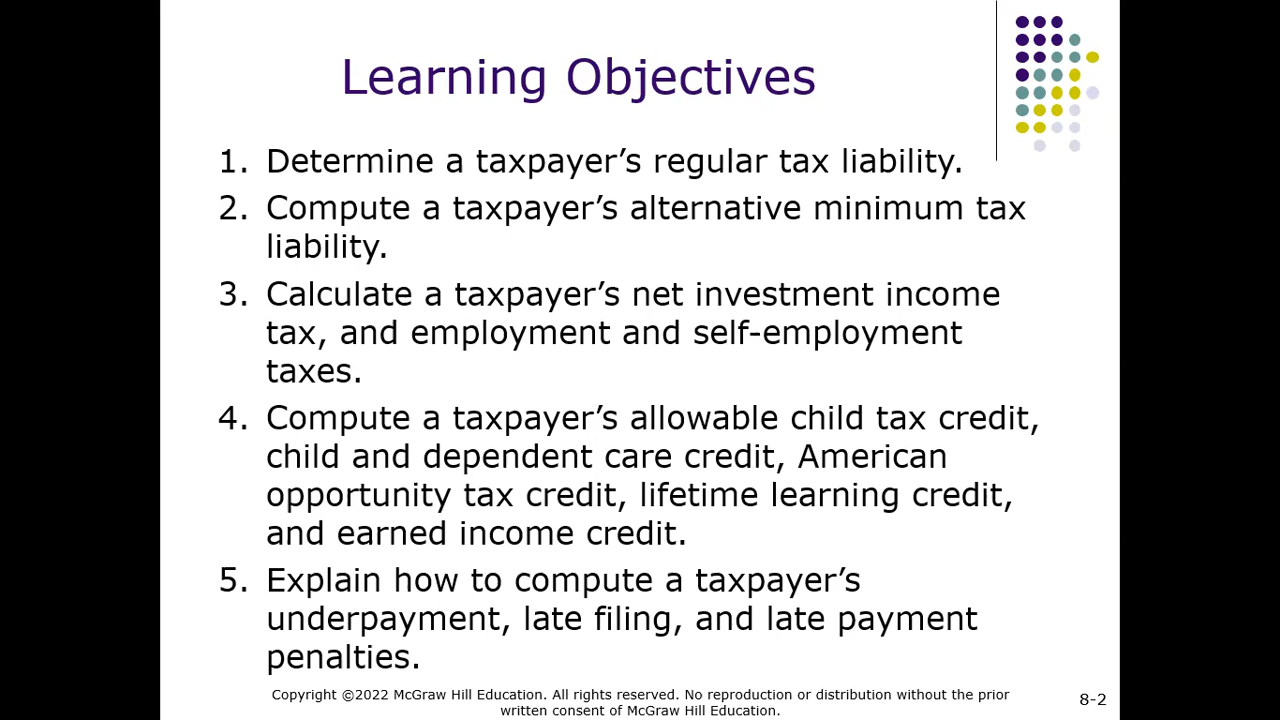 Learning Objectives
1. Determine a taxpayer’s regular tax liability.
2. Compute a taxpayer’s alternative minimum tax
liability.
3. Calculate a taxpayer’s net investment income
tax, and employment and self-employment
taxes.
4. Compute a taxpayer’s allowable child tax credit,
child and dependent care credit, American
opportunity tax credit, lifetime learning credit,
and earned income credit.
5. Explain how to compute a taxpayer’s
underpayment, late filing, and late payment
penalties.
Copyright ©2022 McGraw Hill Education. All rights reserved. No reproduction or distribution without the prior
written consent of McGraw Hill Education.
8-2